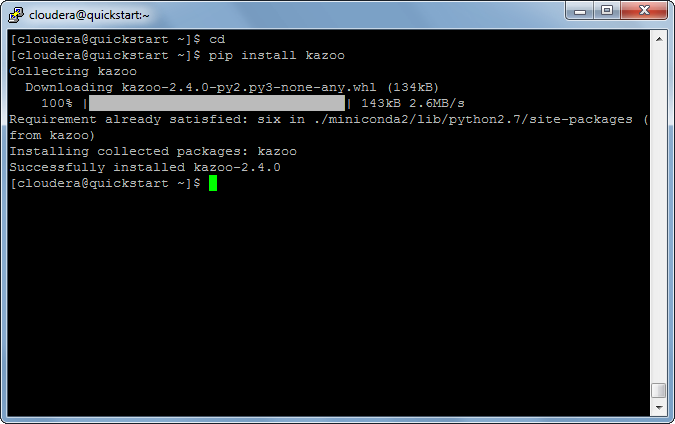 cloudera@quickstart:~
[cloudera@quickstart ~]$ cd
[cloudera@quickstart ~]$ pip install kazoo
Collecting kazoo
  Downloading kazoo-2.4.0-py2.py3-none-any.whl (134kB)
    100% |████████████████████████████████| 143kB 2.6MB/s
Requirement already satisfied: six in ./miniconda2/lib/python2.7/site-packages (
from kazoo)
Installing collected packages: kazoo
Successfully installed kazoo-2.4.0
[cloudera@quickstart ~]$